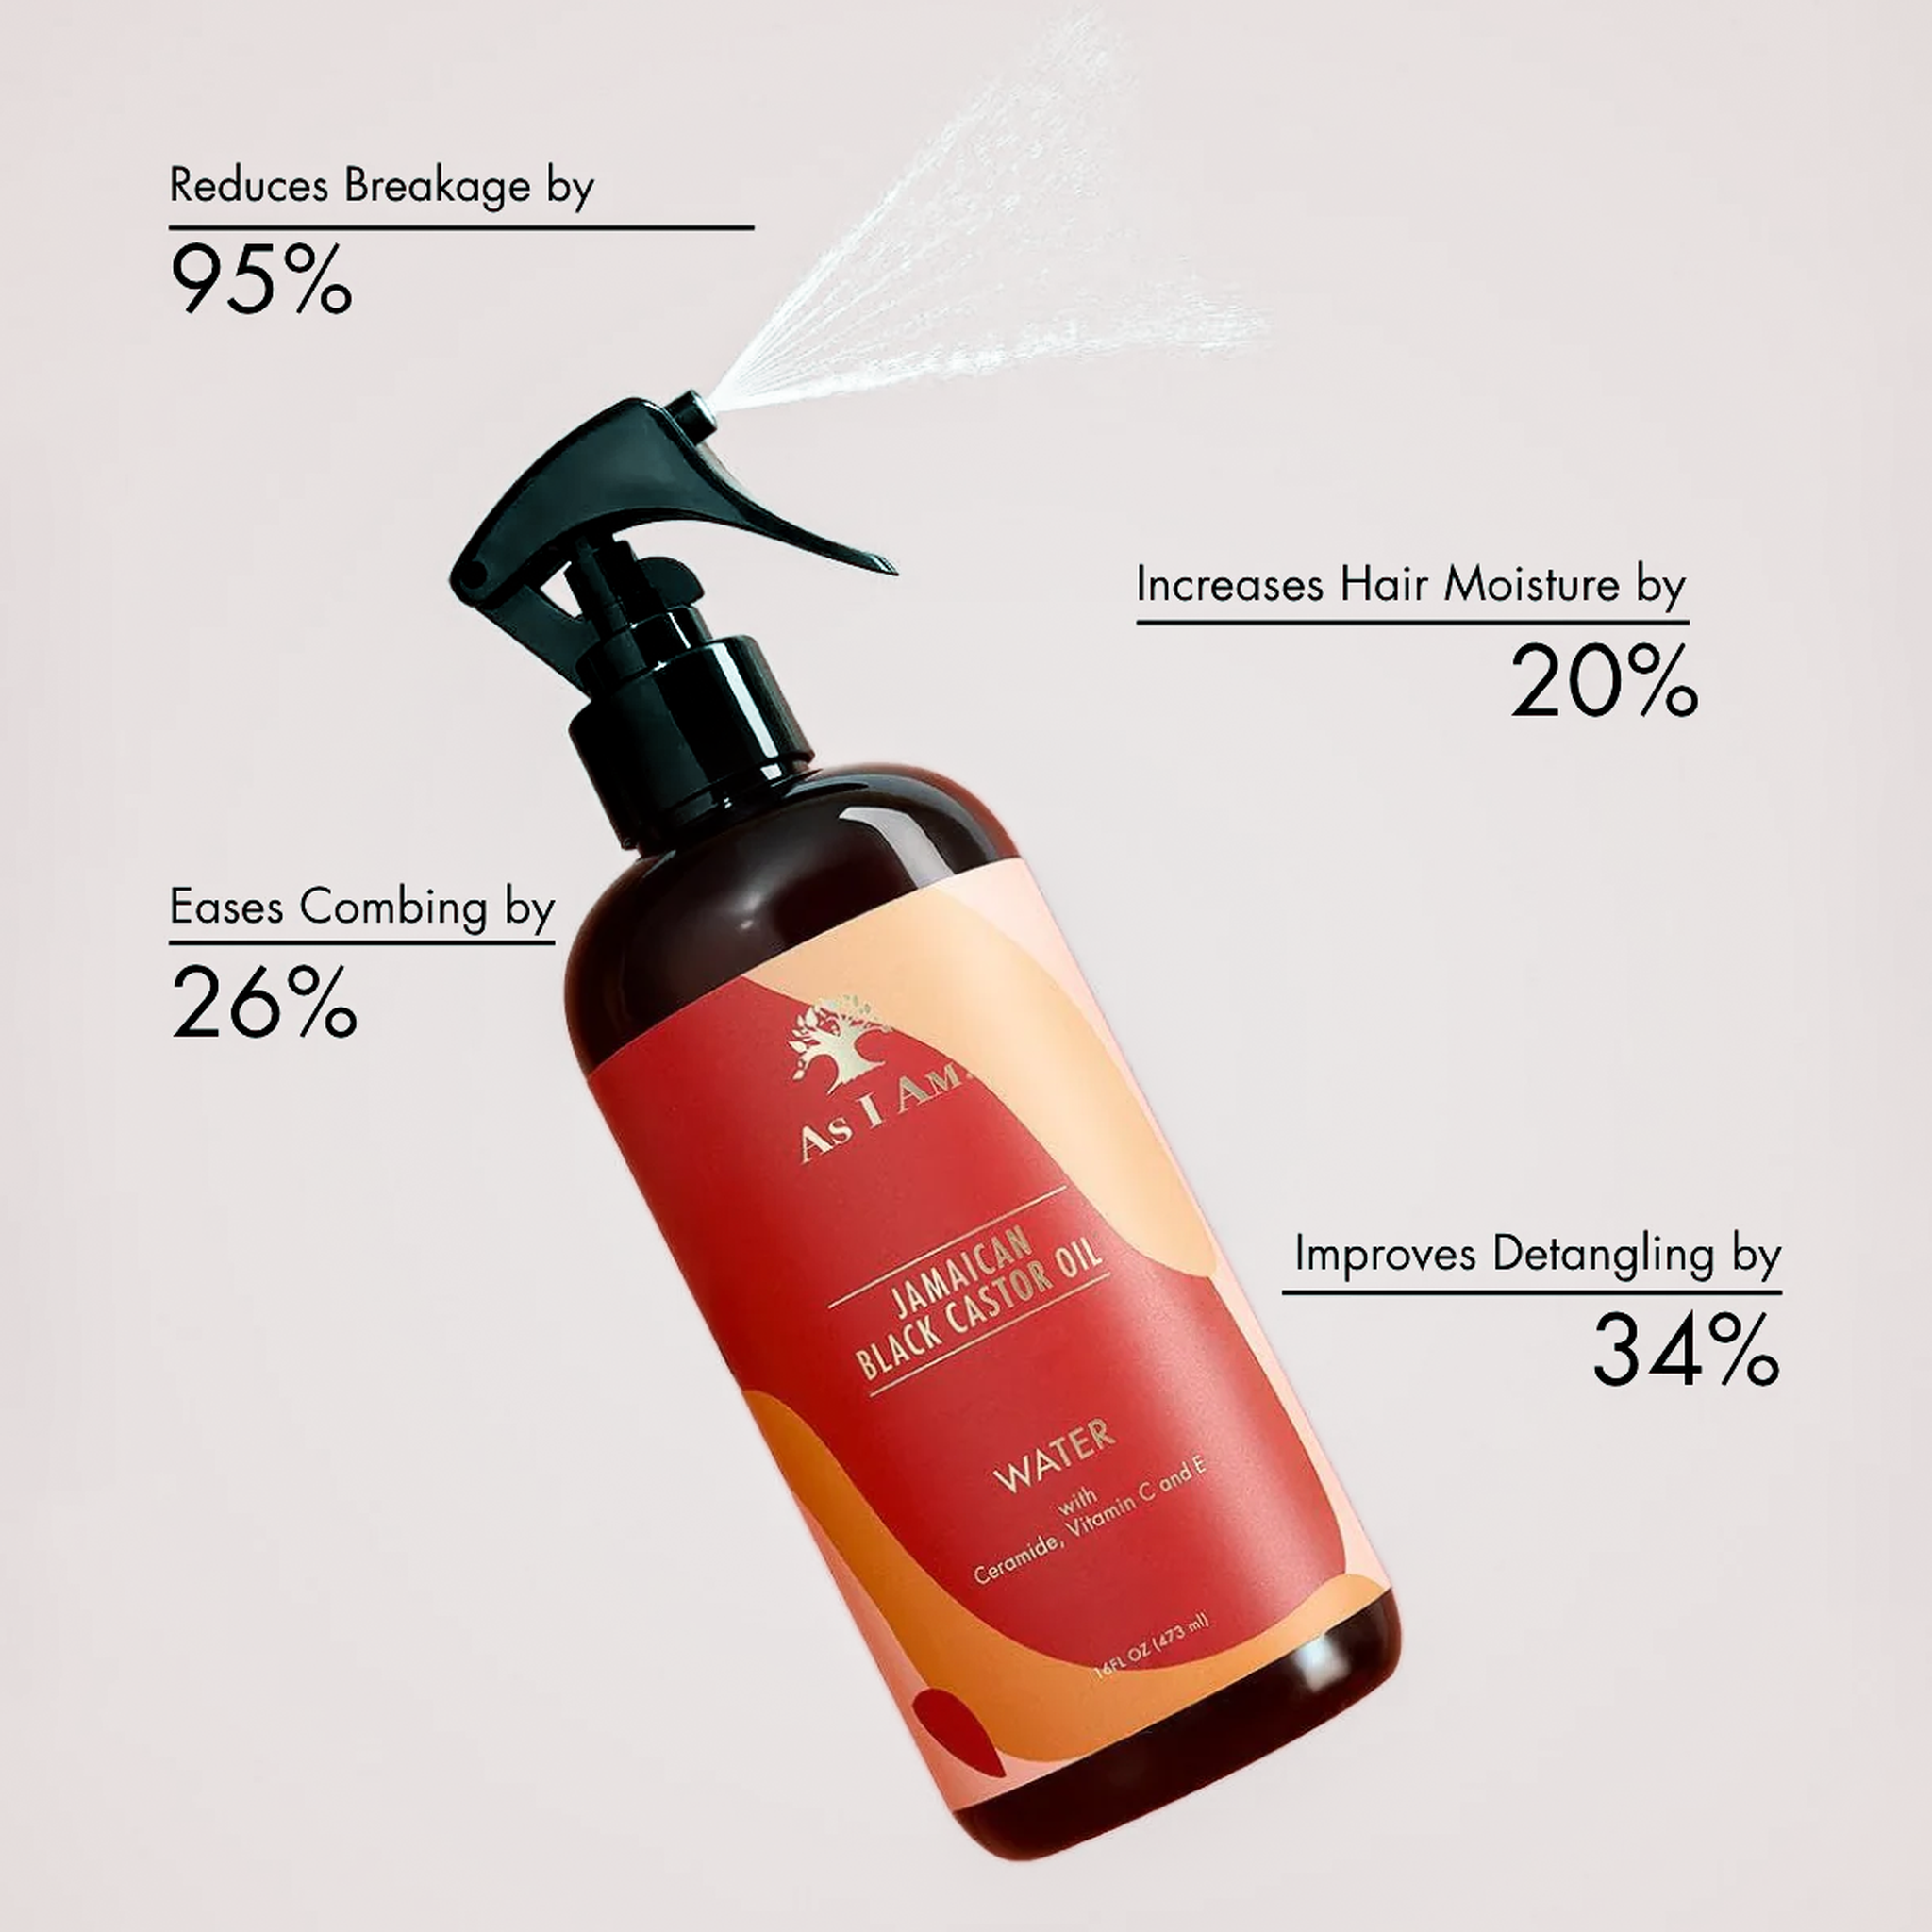 Reduces Breakage by
95%
Increases Hair Moisture by
20%
Eases Combing by
26%
AS I AM
JAMAICAN
BLACK CASTOR OIL
WATER
with
Ceramide, Vitamin C and E
16FL OZ (473 ml)
Improves Detangling by
34%